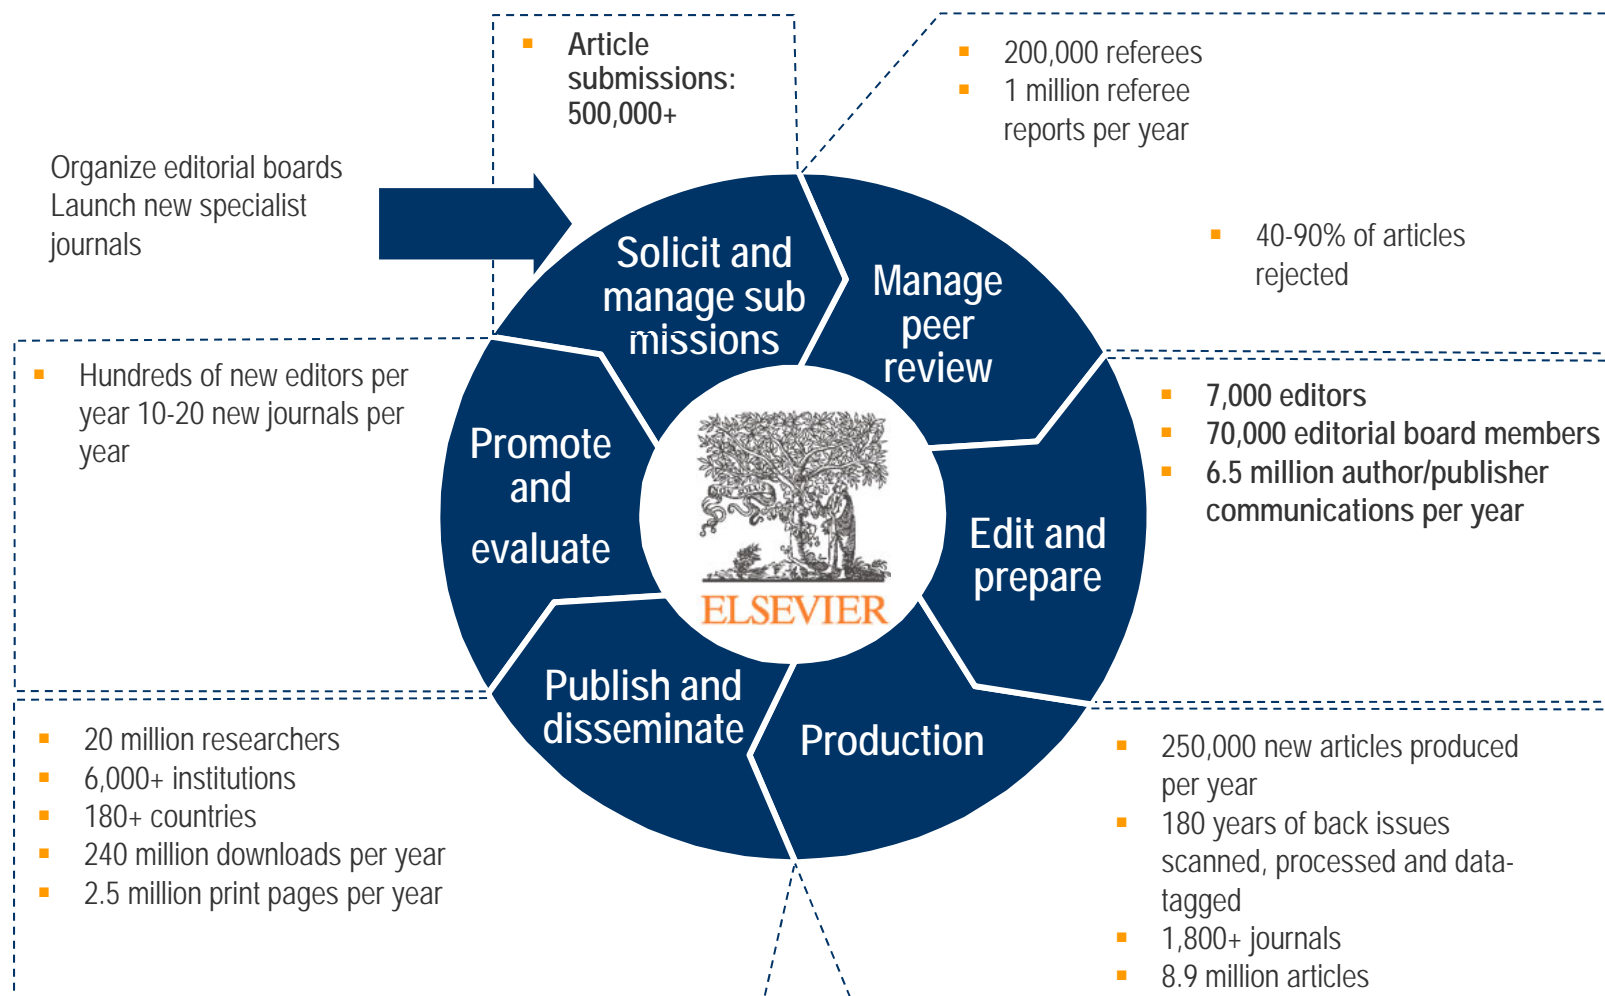 Article
submissions:
500,000+
200,000 referees
1 million referee
reports per year
Organize editorial boards
Launch new specialist
journals
40-90% of articles
rejected
Solicit and
manage sub
missions
Manage
peer
review
Hundreds of new editors per
year 10-20 new journals per
year
7,000 editors
70,000 editorial board members
6.5 million author/publisher
communications per year
Promote
and
evaluate
Edit and
prepare
ELSEVIER
Publish and
disseminate
Production
20 million researchers
6,000+ institutions
180+ countries
240 million downloads per year
2.5 million print pages per year
250,000 new articles produced
per year
180 years of back issues
scanned, processed and data-
tagged
1,800+ journals
8.9 million articles